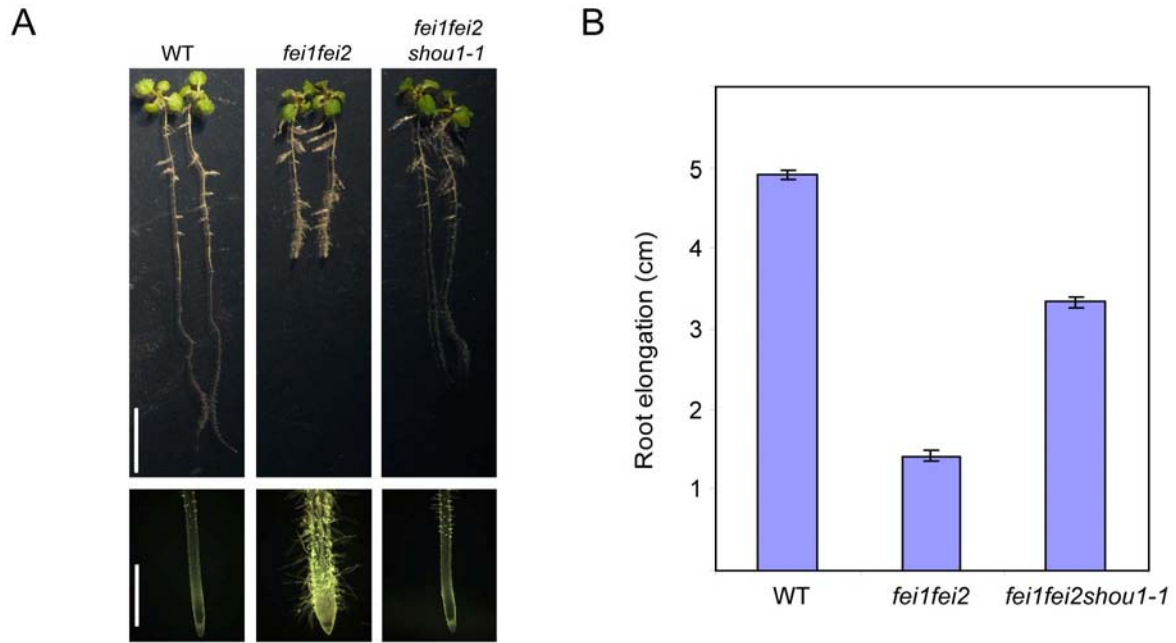 A
WT
fei1fei2
fei1fei2
shou1-1
B
Root elongation (cm)
5
4
3
2
1
WT
fei1fei2
fei1fei2shou1-1